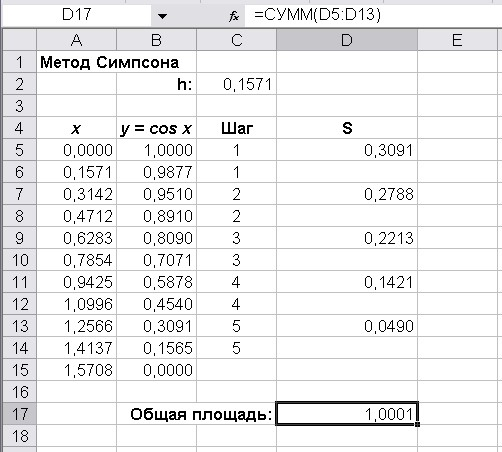 D17 fx =СУММ(D5:D13)
A B C D E
1 Метод Симпсона
2 h: 0,1571
3
4 x y = cos x Шаг S
5 0,0000 1,0000 1 0,3091
6 0,1571 0,9877 1
7 0,3142 0,9510 2 0,2788
8 0,4712 0,8910 2
9 0,6283 0,8090 3 0,2213
10 0,7854 0,7071 3
11 0,9425 0,5878 4 0,1421
12 1,0996 0,4540 4
13 1,2566 0,3091 5 0,0490
14 1,4137 0,1565 5
15 1,5708 0,0000
16
17 Общая площадь: 1,0001
18